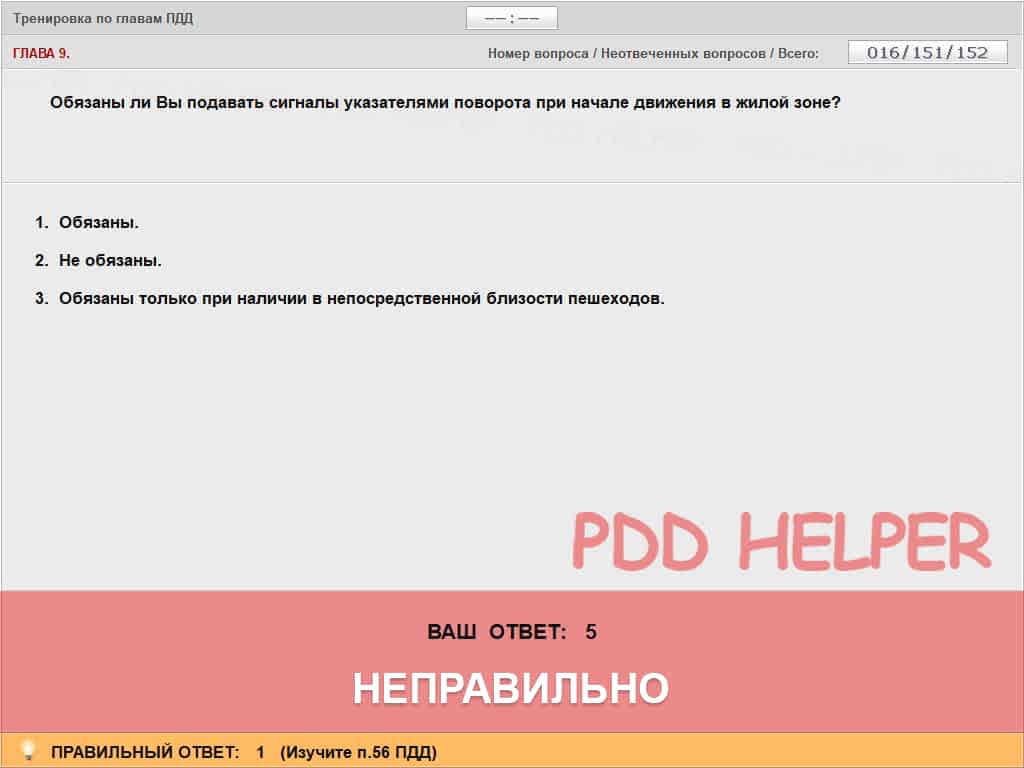 Тренировка по главам ПДД
—— : ——
ГЛАВА 9.
Номер вопроса / Неотвеченных вопросов / Всего:
016/151/152
Обязаны ли Вы подавать сигналы указателями поворота при начале движения в жилой зоне?
1. Обязаны.
2. Не обязаны.
3. Обязаны только при наличии в непосредственной близости пешеходов.
PDD HELPER
ВАШ ОТВЕТ: 5
НЕПРАВИЛЬНО
ПРАВИЛЬНЫЙ ОТВЕТ: 1 (Изучите п.56 ПДД)